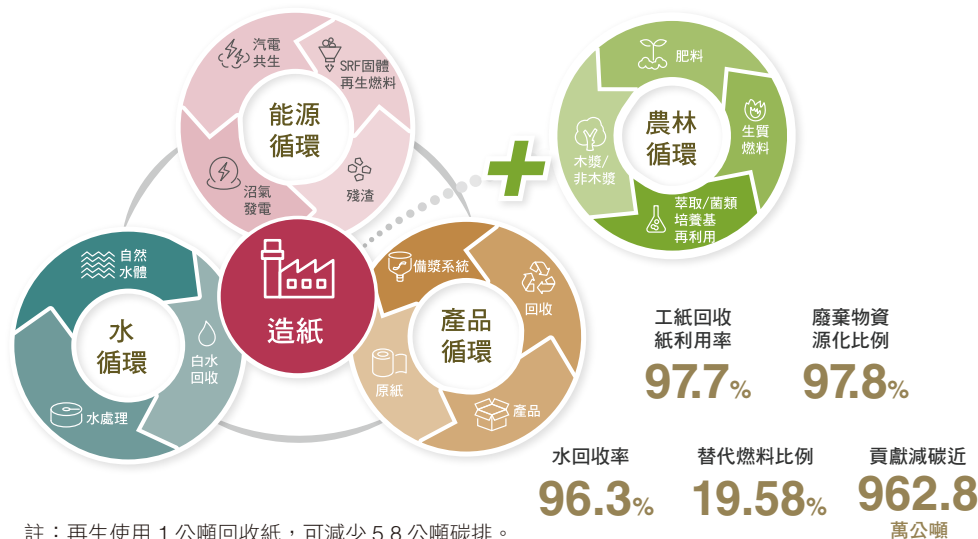 汽電
共生
SRF固體
再生燃料
能源
循環
沼氣
發電
殘渣
肥料
農林
循環
生質
燃料
木漿/
非木漿
萃取/菌類
培養基
再利用
自然
水體
水
循環
白水
回收
水處理
造紙
備漿系統
產品
循環
回收
原紙
產品
工紙回收
紙利用率
97.7%
廢棄物資
源化比例
97.8%
水回收率
96.3%
替代燃料比例
19.58%
貢獻減碳近
962.8
萬公噸
註：再生使用 1 公噸回收紙，可減少 5.8 公噸碳排。